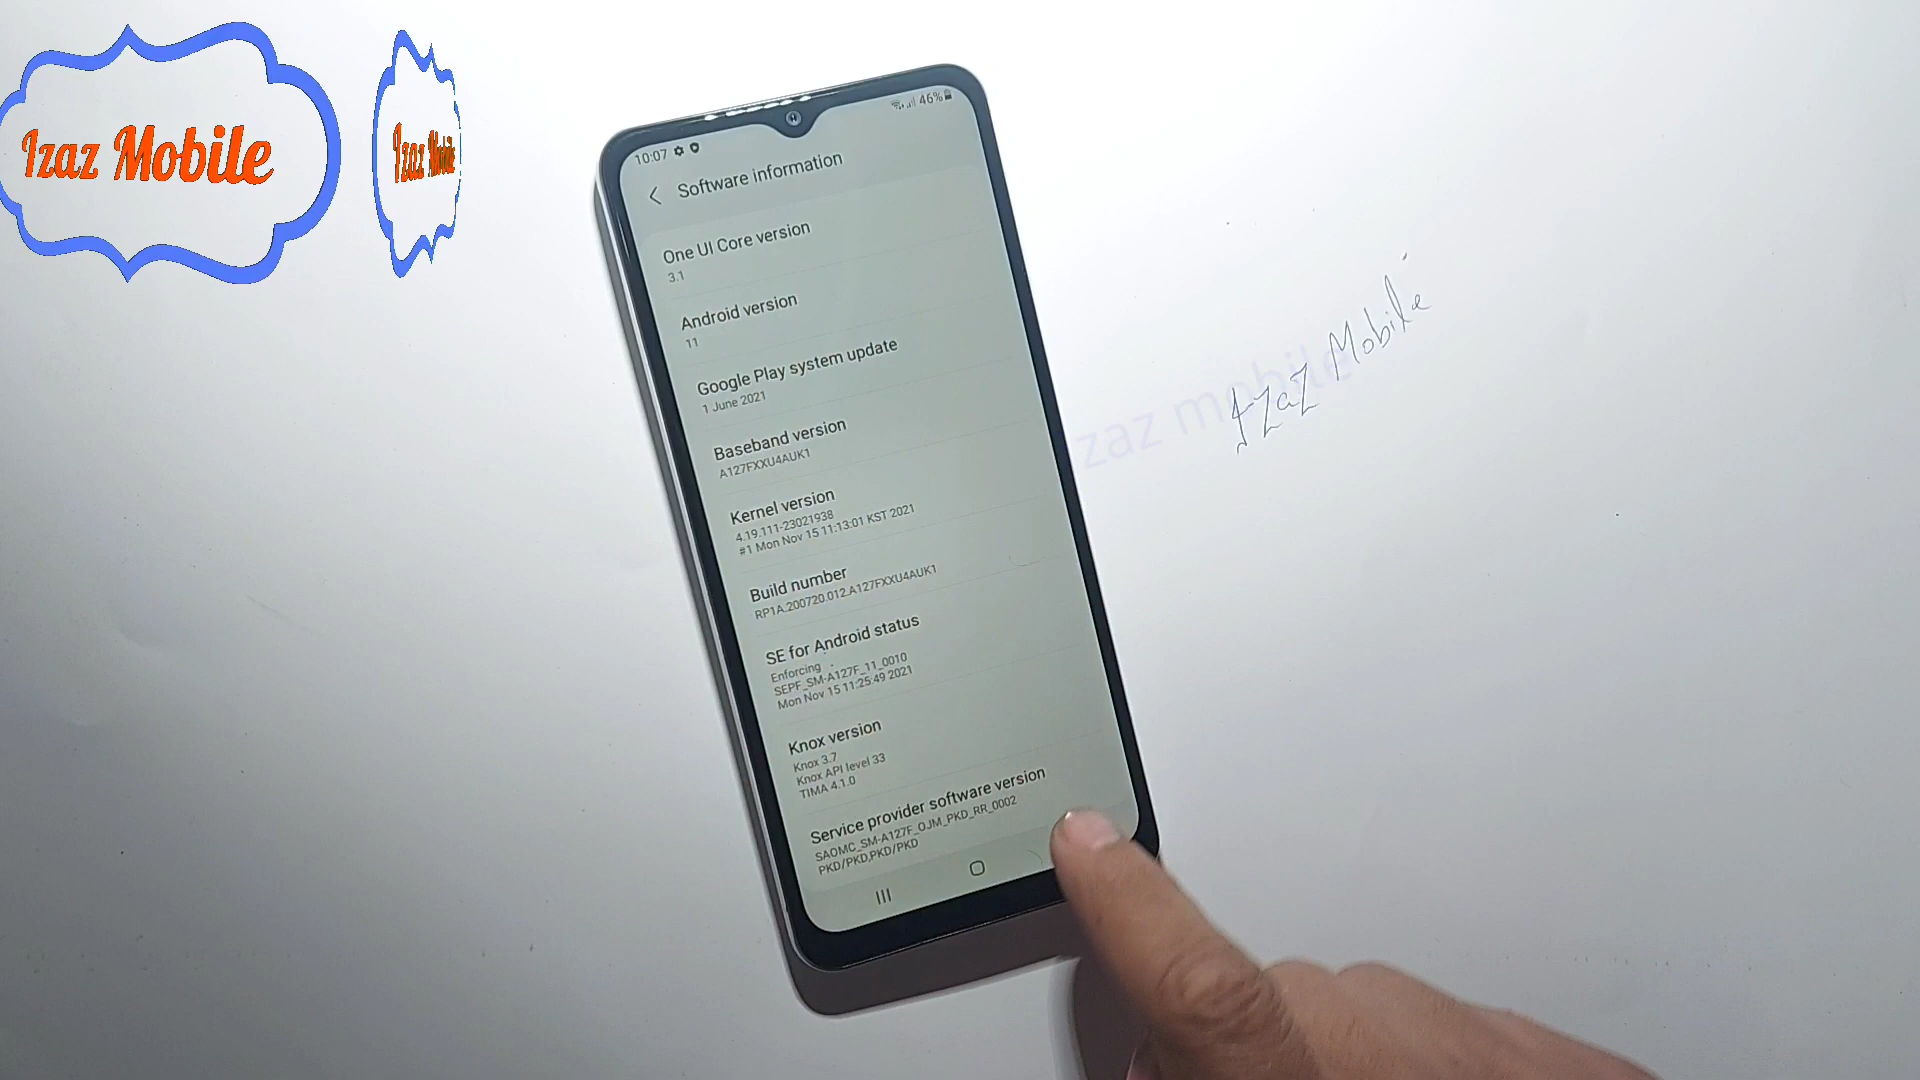 Izaz Mobile
Izaz Mobile
10:07
46%
Software information
One UI Core version
3.1
Android version
11
Google Play system update
1 June 2021
Baseband version
A127FXXU4AUK1
Kernel version
4.19.111-23021938
#1 Mon Nov 15 11:13:01 KST 2021
Build number
RP1A.200720.012.A127FXXU4AUK1
SE for Android status
Enforcing
SEPF_SM-A127F_11_0010
Mon Nov 15 11:25:49 2021
Knox version
Knox 3.7
Knox API level 33
TIMA 4.1.0
Service provider software version
SAOMC_SM-A127F_OJM_PKD_RR_0002
PKD/PKD,PKD/PKD
Izaz Mobile
zaz mobile